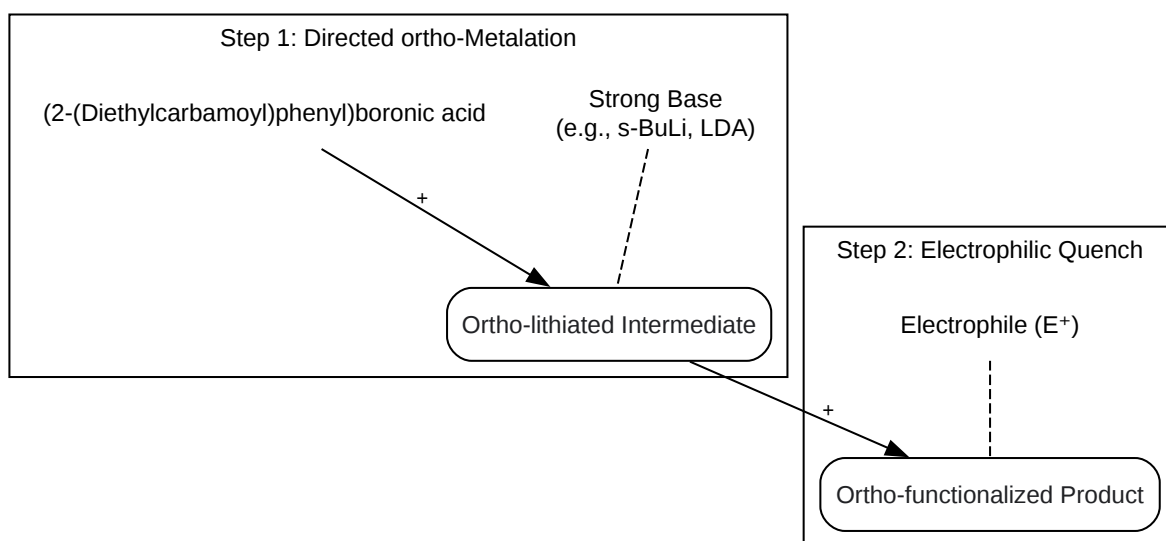 Step 1: Directed ortho-Metalation
(2-(Diethylcarbamoyl)phenyl)boronic acid
Strong Base
(e.g., s-BuLi, LDA)
+
Ortho-lithiated Intermediate
Step 2: Electrophilic Quench
Electrophile (E⁺)
+
Ortho-functionalized Product